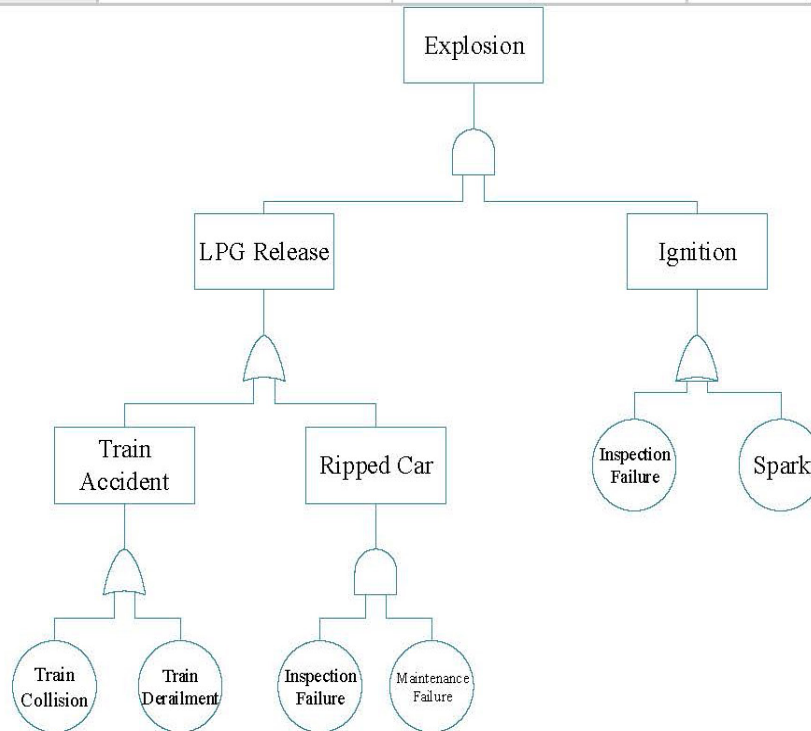 Explosion
LPG Release
Ignition
Train
Accident
Ripped Car
Inspection
Failure
Spark
Train
Collision
Train
Derailment
Inspection
Failure
Maintenance
Failure